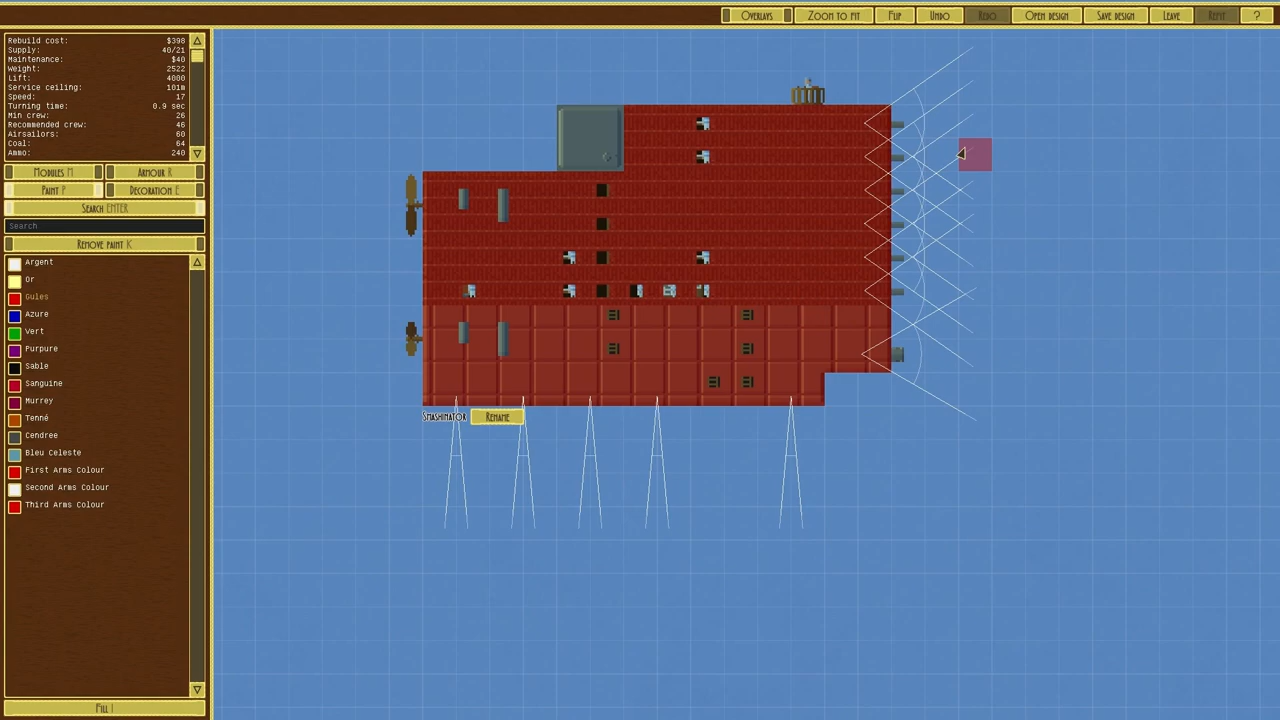 Overlays
Zoom to fit
Flip
Undo
Redo
Open design
Save design
Leave
Refit
?
Rebuild cost: $398
Supply: 40/21
Maintenance: $40
Weight: 2522
Lift: 4000
Service ceiling: 101m
Speed: 17
Turning time: 0.9 sec
Min crew: 26
Recommended crew: 46
Airsailors: 60
Coal: 64
Ammo: 240
Modules M
Armour R
Paint P
Decoration E
Search ENTER
Search
Remove paint K
Argent
Or
Gules
Azure
Vert
Purpure
Sable
Sanguine
Murrey
Tenné
Cendree
Bleu Celeste
First Arms Colour
Second Arms Colour
Third Arms Colour
Fill I
Smashinator
Rename